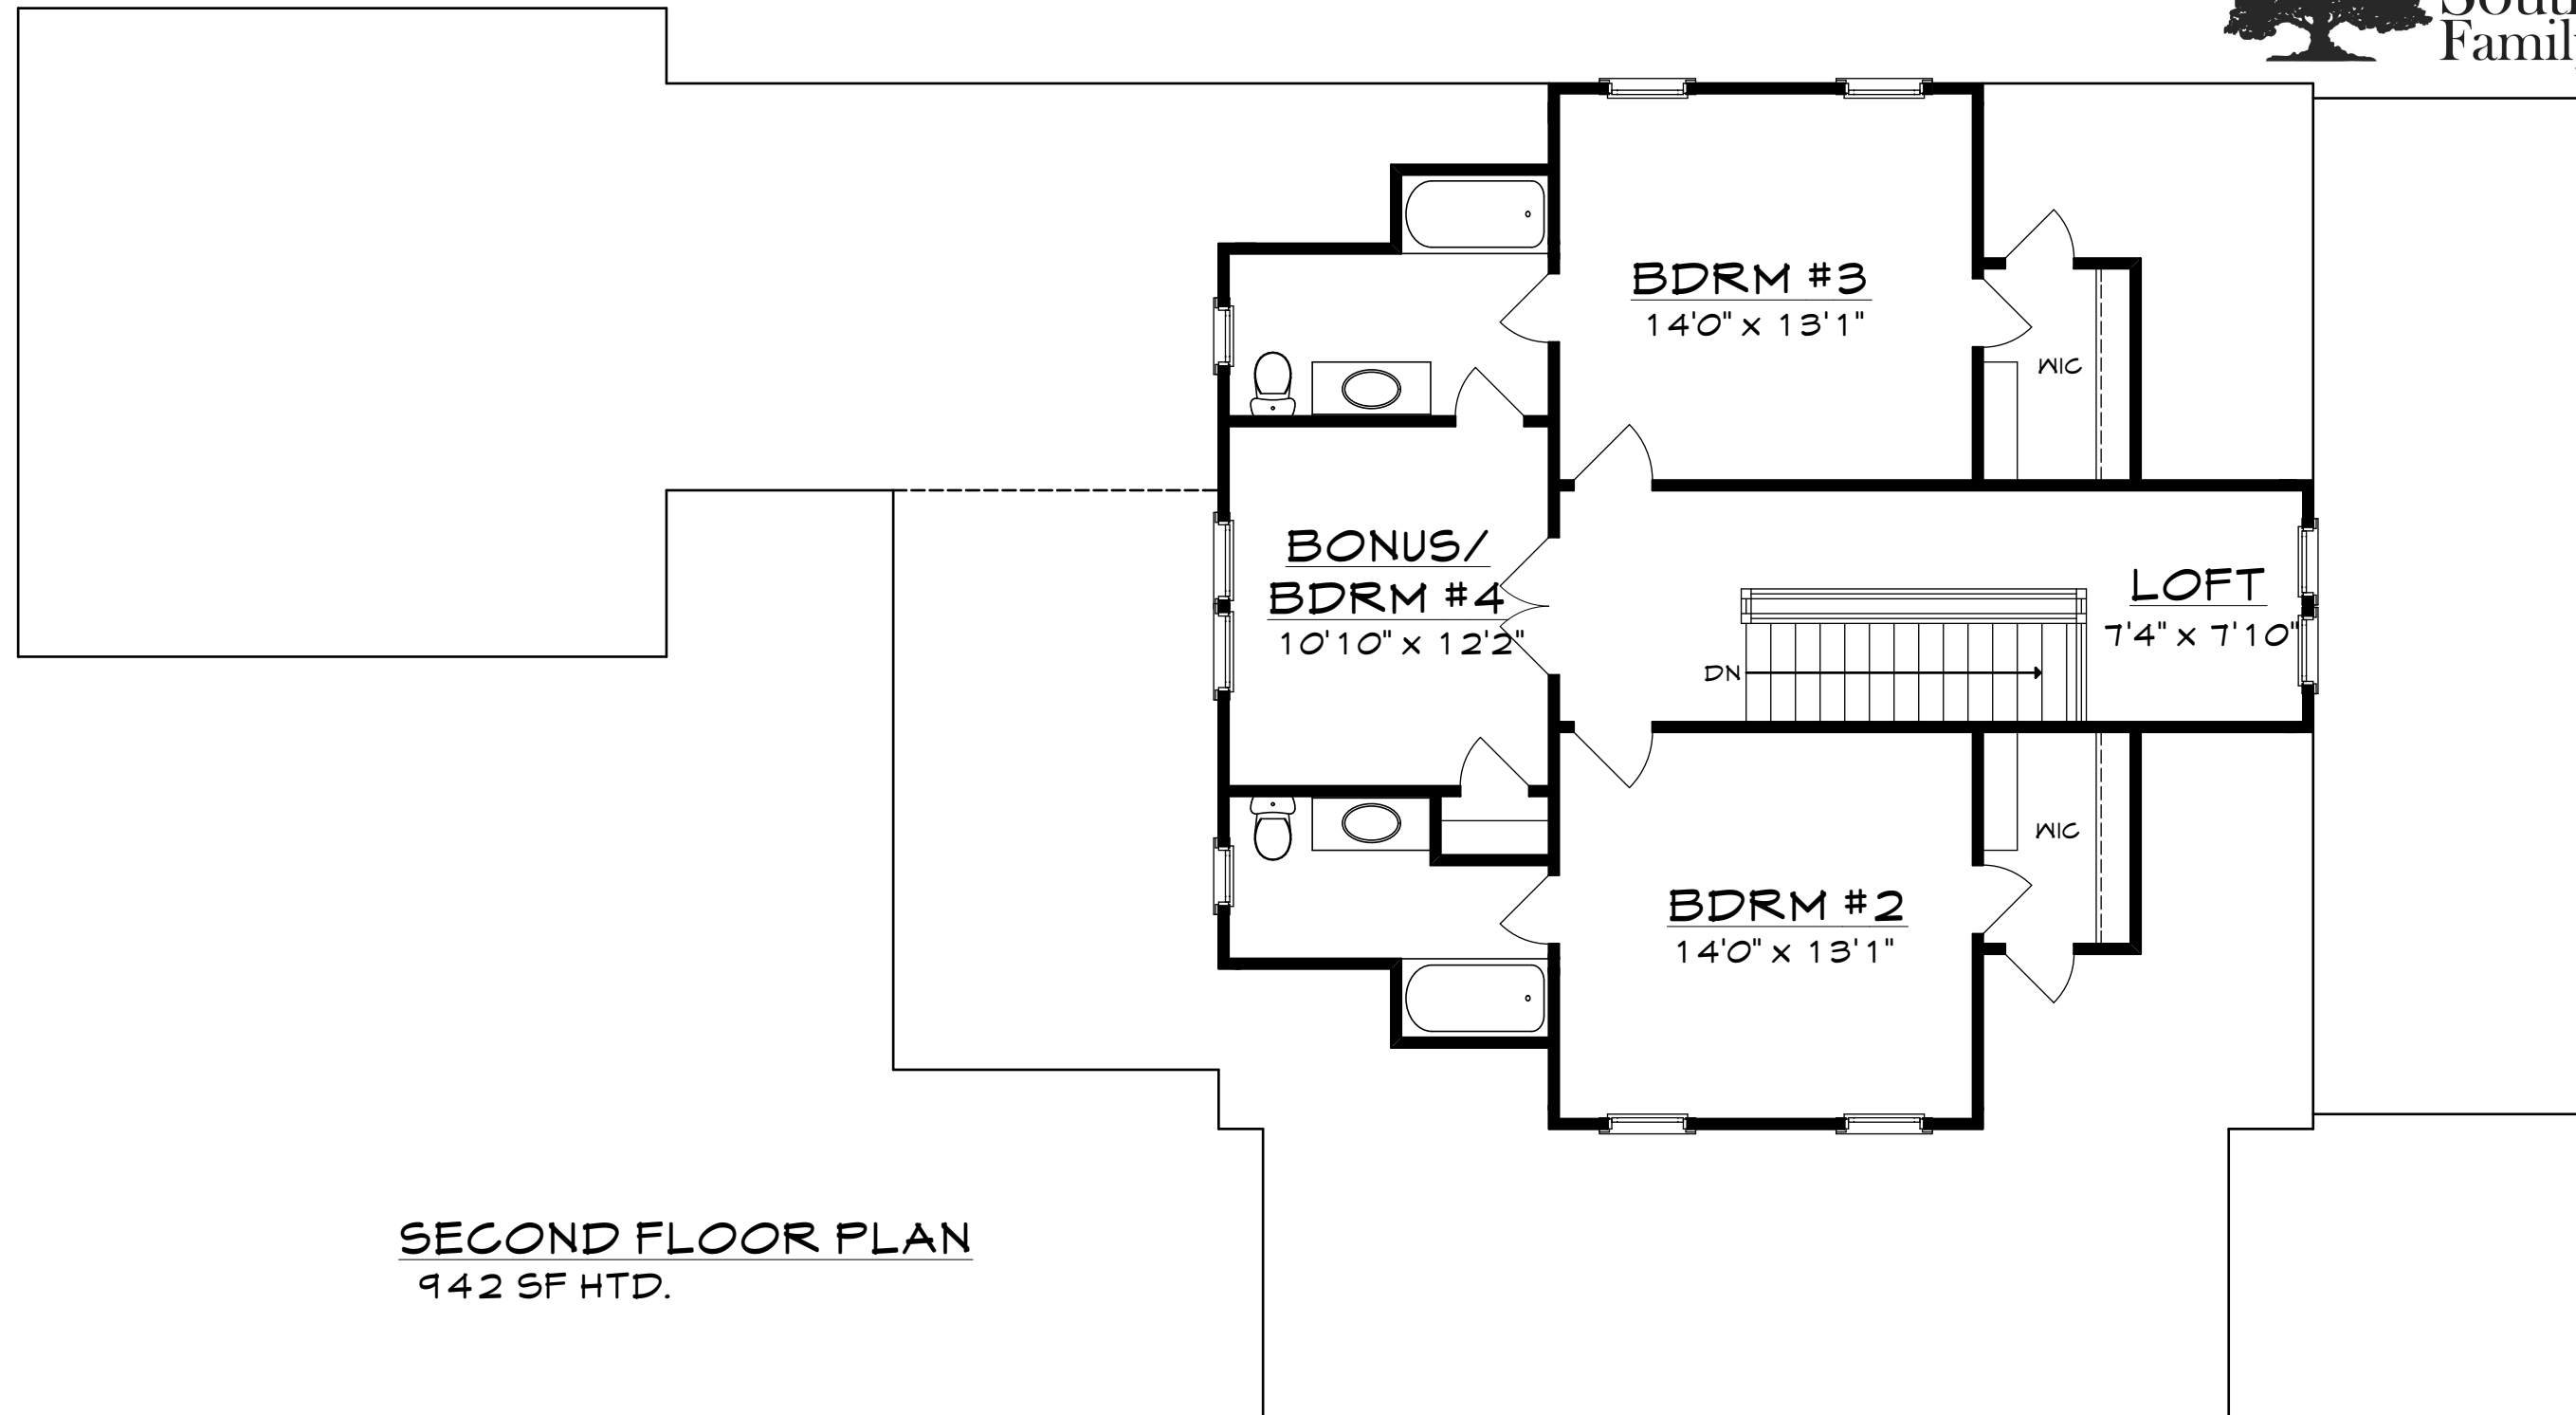 Family
BDRM #3
14'0" x 13'1"
WIC
BONUS/
BDRM #4
10'10" x 12'2"
LOFT
7'4" x 7'10"
DN
WIC
BDRM #2
14'0" x 13'1"
SECOND FLOOR PLAN
942 SF HTD.